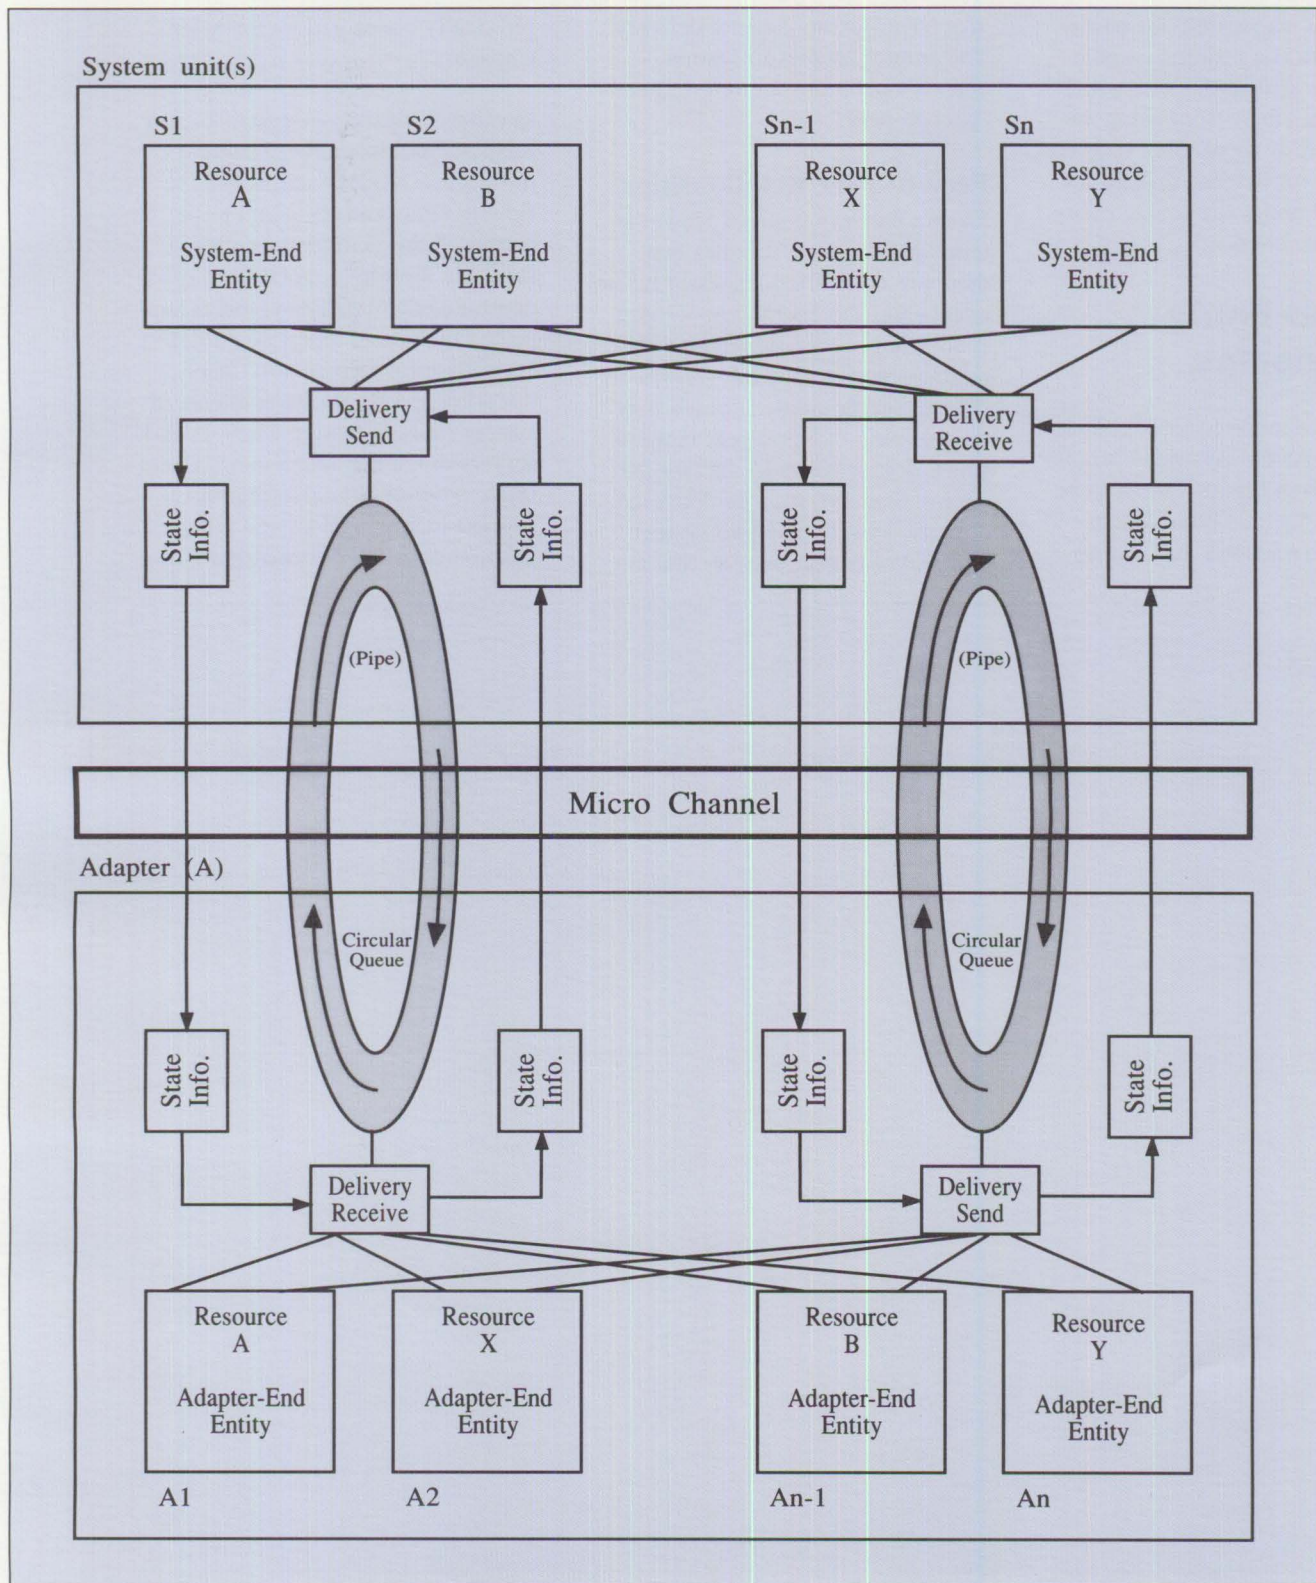 System unit(s)
S1
S2
Sn-1
Sn
Resource
A
System-End
Entity
Resource
B
System-End
Entity
Resource
X
System-End
Entity
Resource
Y
System-End
Entity
Delivery
Send
Delivery
Receive
State
Info.
State
Info.
State
Info.
State
Info.
(Pipe)
(Pipe)
Micro Channel
Adapter (A)
Circular
Queue
Circular
Queue
State
Info.
State
Info.
State
Info.
State
Info.
Delivery
Receive
Delivery
Send
Resource
A
Adapter-End
Entity
Resource
X
Adapter-End
Entity
Resource
B
Adapter-End
Entity
Resource
Y
Adapter-End
Entity
A1
A2
An-1
An